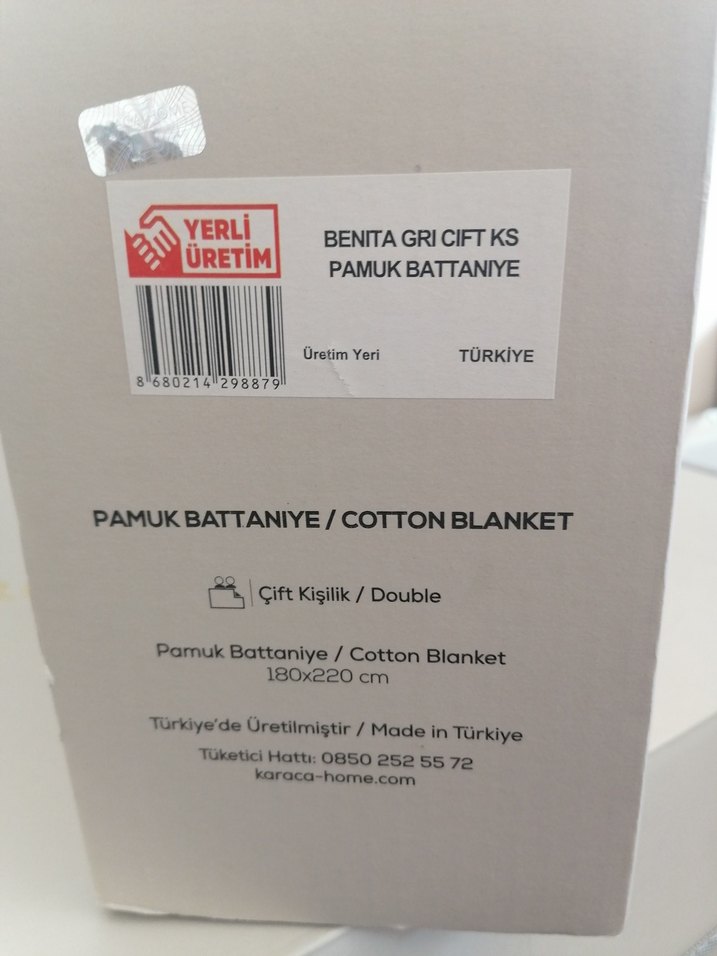 HOME
YERLİ
ÜRETİM
BENITA GRI CIFT KS
PAMUK BATTANIYE
8 680214 298879
Üretim Yeri TÜRKİYE
PAMUK BATTANIYE / COTTON BLANKET
Çift Kişilik / Double
Pamuk Battaniye / Cotton Blanket
180x220 cm
Türkiye'de Üretilmiştir / Made in Türkiye
Tüketici Hattı: 0850 252 55 72
karaca-home.com